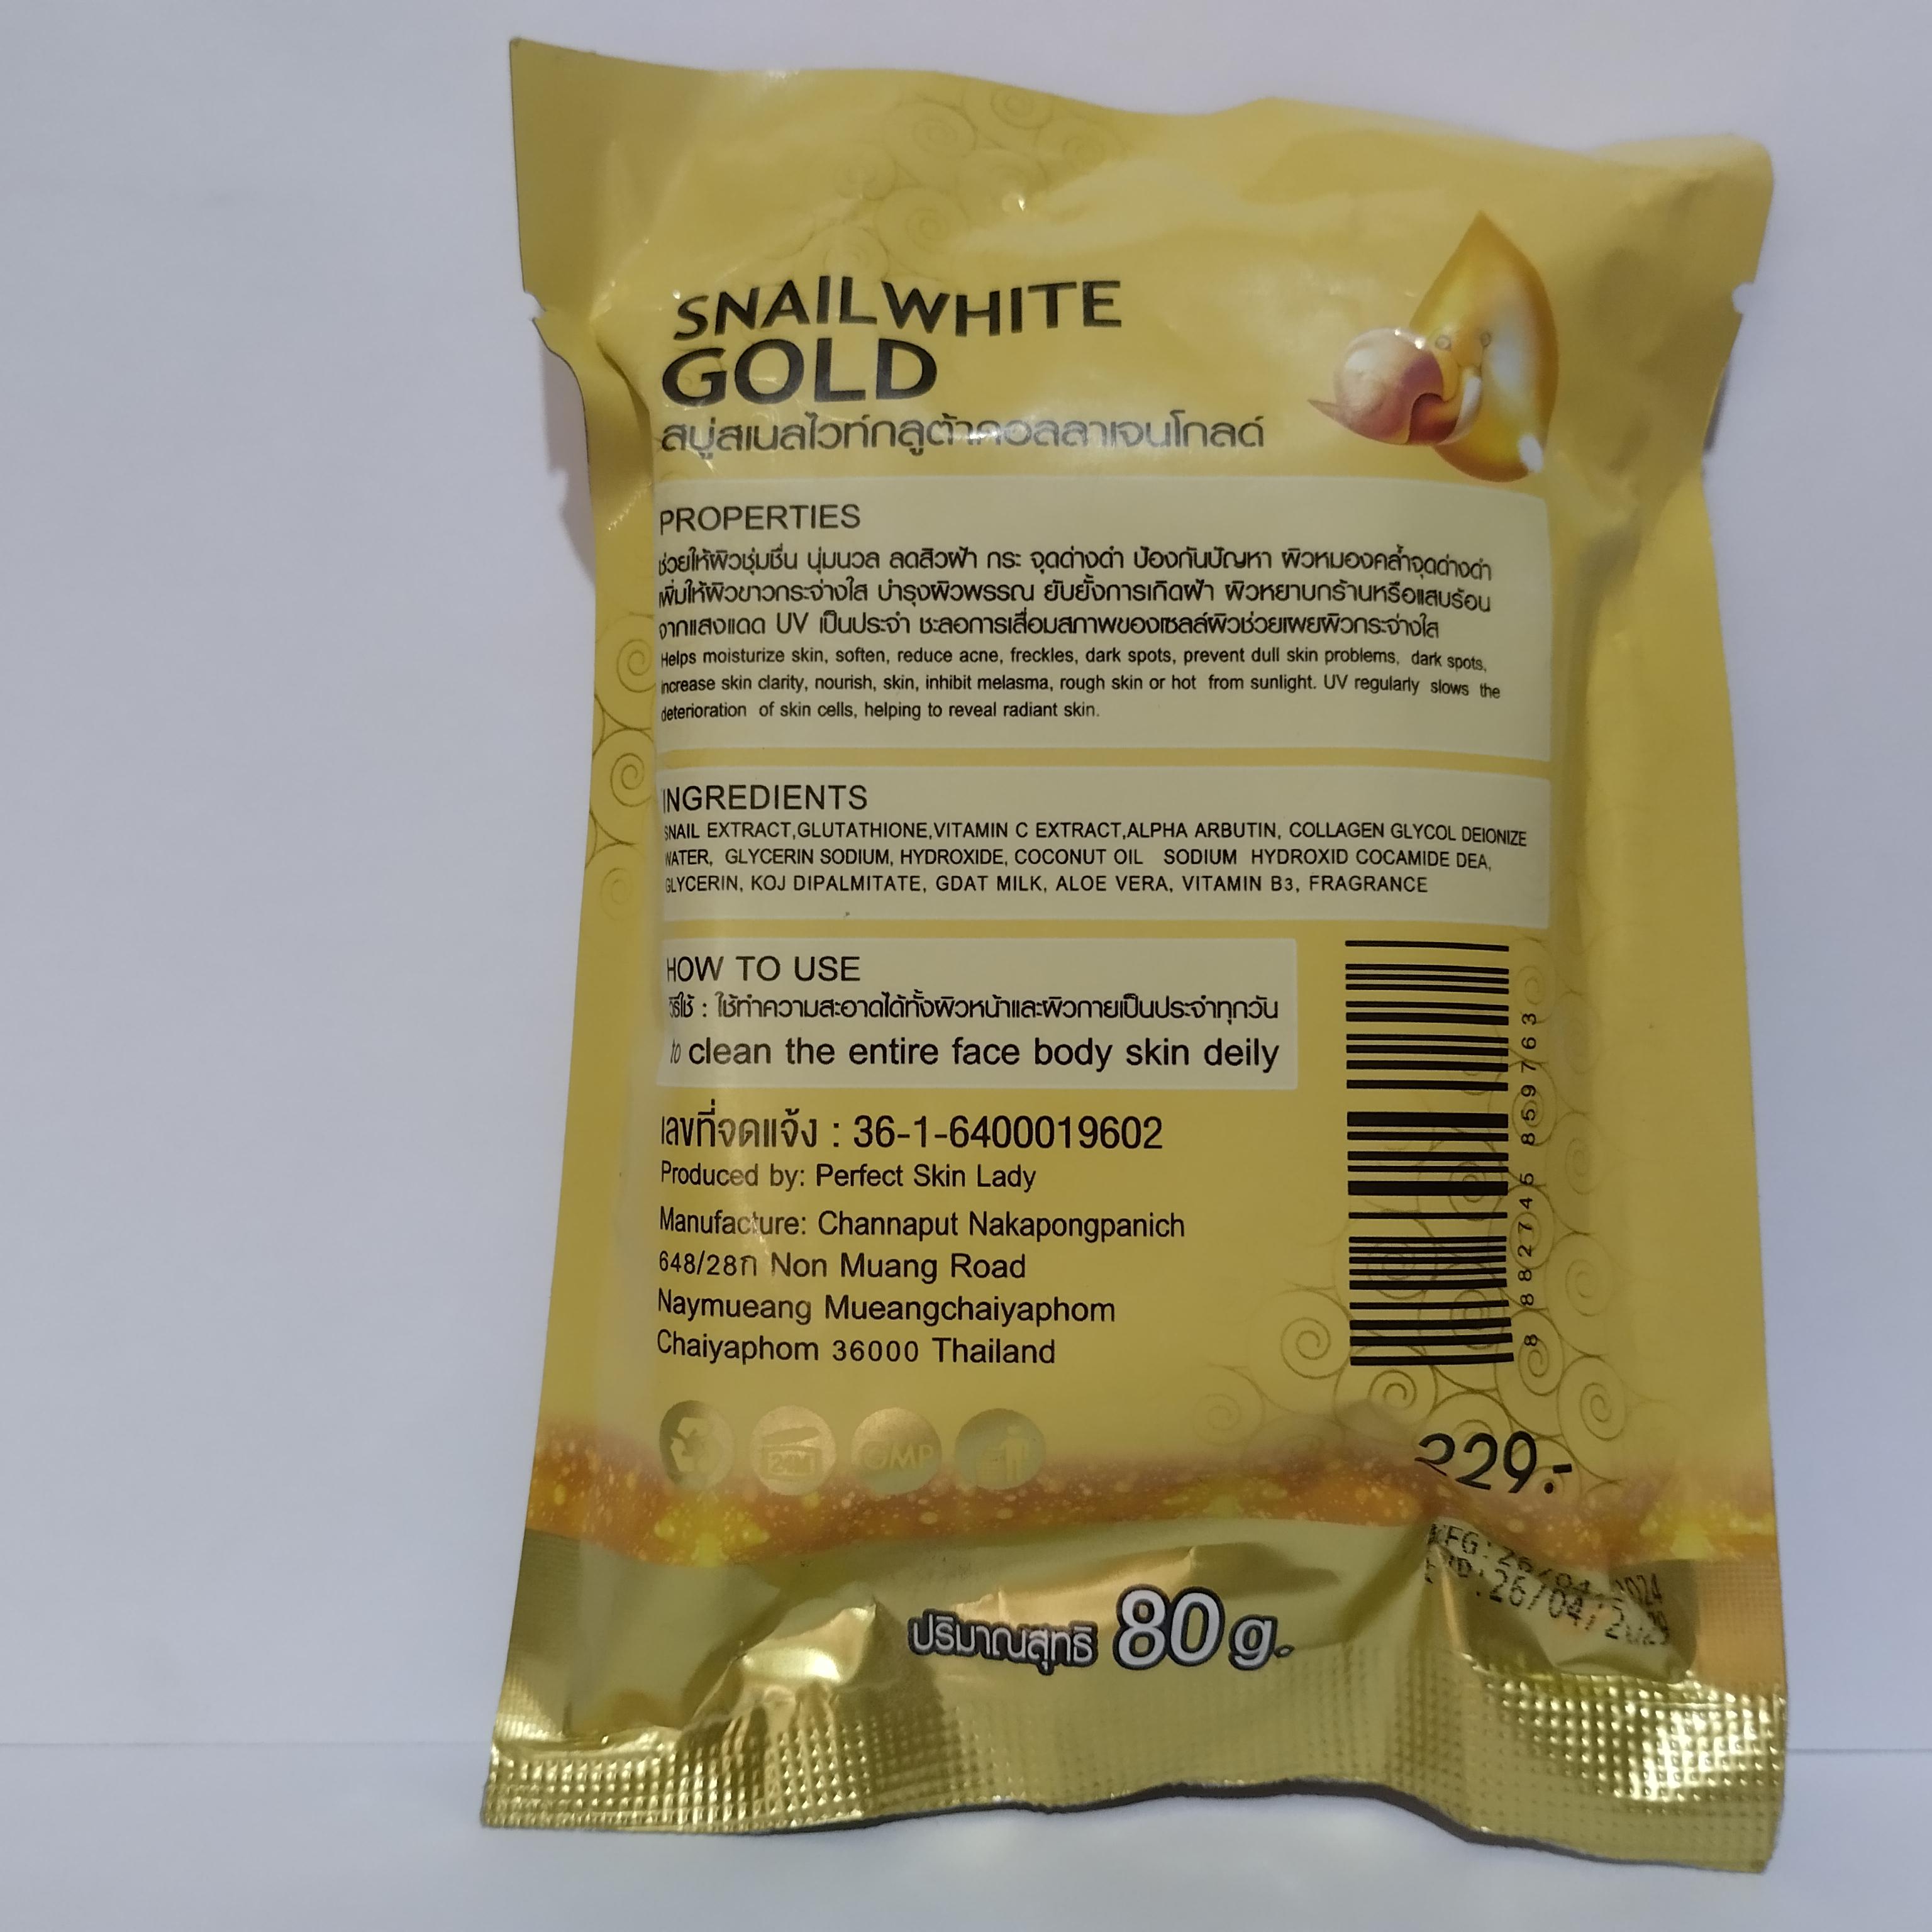 SNAILWHITE
GOLD
สบู่สเนลไวท์กลูต้าคอลลาเจนโกลด์
PROPERTIES
ช่วยให้ผิวชุ่มชื่น นุ่มนวล ลดสิวฝ้า กระ จุดด่างดำ ป้องกันปัญหา ผิวหมองคล้ำจุดด่างดำ
เพิ่มให้ผิวขาวกระจ่างใส บำรุงผิวพรรณ ยับยั้งการเกิดฝ้า ผิวหยาบกร้านหรือแสบร้อน
จากแสงแดด UV เป็นประจำ ชะลอการเสื่อมสภาพของเซลล์ผิวช่วยเผยผิวกระจ่างใส
Helps moisturize skin, soften, reduce acne, freckles, dark spots, prevent dull skin problems, dark spots,
increase skin clarity, nourish, skin, inhibit melasma, rough skin or hot from sunlight. UV regularly slows the
deterioration of skin cells, helping to reveal radiant skin.
INGREDIENTS
SNAIL EXTRACT,GLUTATHIONE,VITAMIN C EXTRACT,ALPHA ARBUTIN, COLLAGEN GLYCOL DEIONIZE
WATER, GLYCERIN SODIUM, HYDROXIDE, COCONUT OIL SODIUM HYDROXID COCAMIDE DEA,
GLYCERIN, KOJ DIPALMITATE, GDAT MILK, ALOE VERA, VITAMIN B3, FRAGRANCE
HOW TO USE
วิธีใช้ : ใช้ทำความสะอาดได้ทั้งผิวหน้าและผิวกายเป็นประจำทุกวัน
to clean the entire face body skin deily
เลขที่จดแจ้ง : 36-1-6400019602
Produced by: Perfect Skin Lady
Manufacture: Channaput Nakapongpanich
648/28ก Non Muang Road
Naymueang Mueangchaiyaphom
Chaiyaphom 36000 Thailand
8 882745 859763
24M
GMP
229.-
MFG:26/04/2024
EXP:26/04/2029
ปริมาณสุทธิ 80 g.